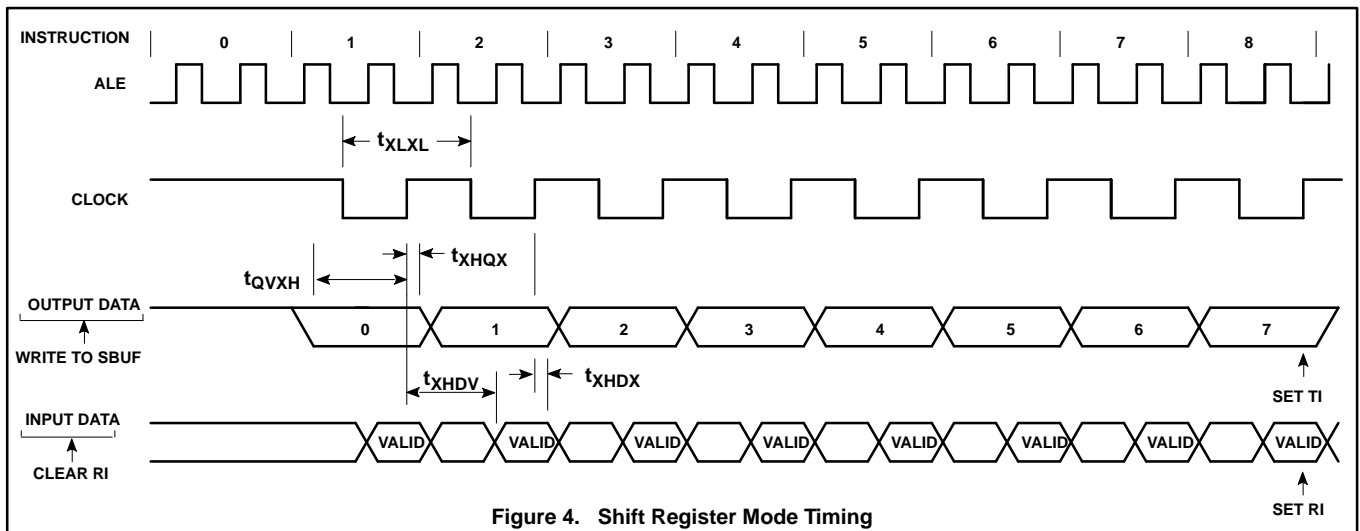 INSTRUCTION 0 1 2 3 4 5 6 7 8
ALE
tXLXL
CLOCK
tXHQX
tQVXH
OUTPUT DATA
0 1 2 3 4 5 6 7
WRITE TO SBUF
tXHDV
tXHDX
SET TI
INPUT DATA
VALID VALID VALID VALID VALID VALID VALID VALID
CLEAR RI
SET RI
Figure 4. Shift Register Mode Timing